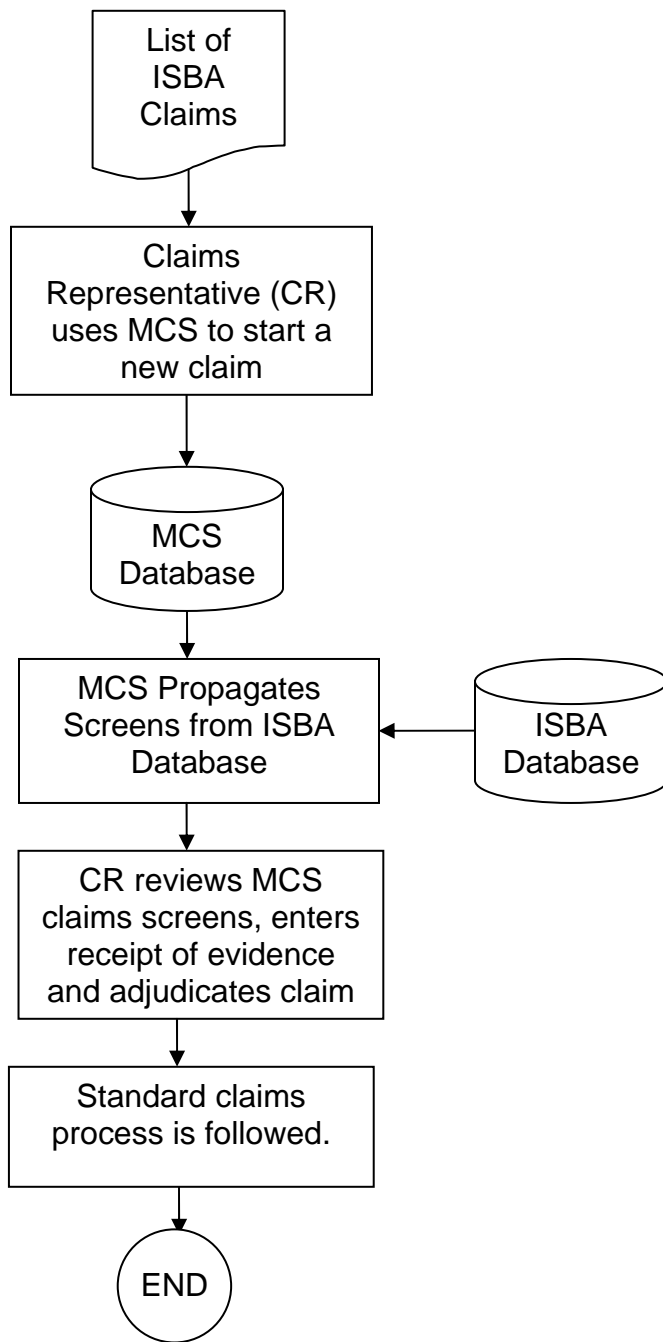 List of
ISBA
Claims
Claims
Representative (CR)
uses MCS to start a
new claim
MCS
Database
MCS Propagates
Screens from ISBA
Database
ISBA
Database
CR reviews MCS
claims screens, enters
receipt of evidence
and adjudicates claim
Standard claims
process is followed.
END